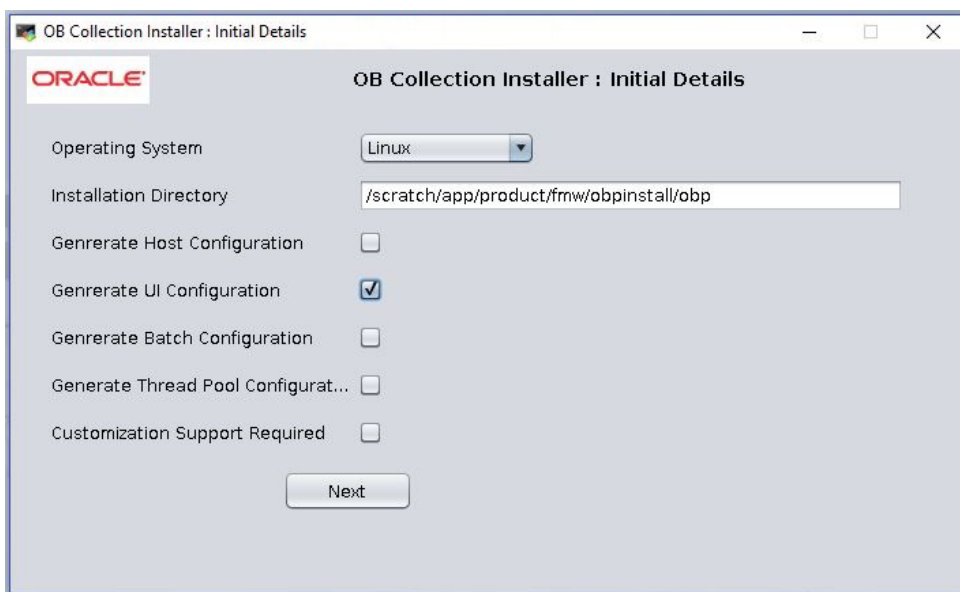 OB Collection Installer : Initial Details
ORACLE®
OB Collection Installer : Initial Details
Operating System
Linux
Installation Directory
/scratch/app/product/fmw/obpinstall/obp
Genrerate Host Configuration
Genrerate UI Configuration
Genrerate Batch Configuration
Generate Thread Pool Configurat...
Customization Support Required
Next